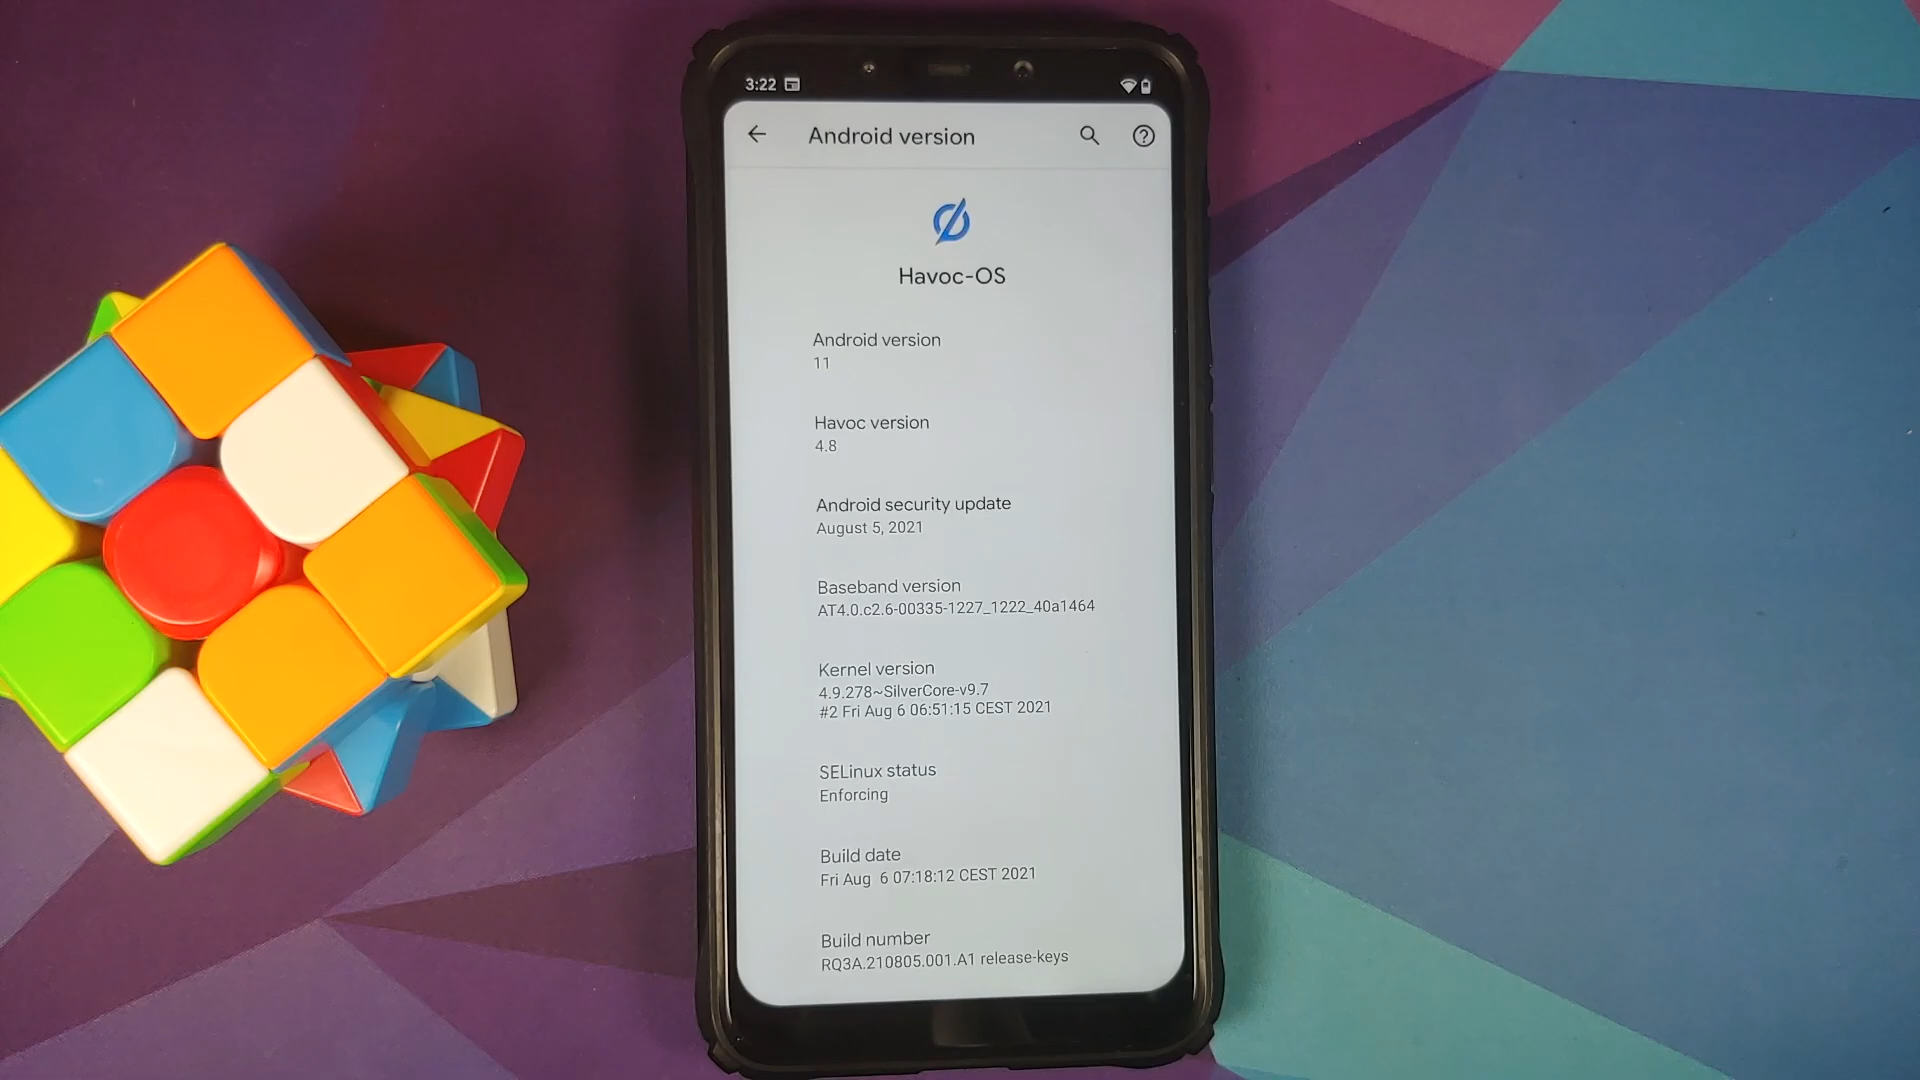 3:22
Android version
Havoc-OS
Android version
11
Havoc version
4.8
Android security update
August 5, 2021
Baseband version
AT4.0.c2.6-00335-1227_1222_40a1464
Kernel version
4.9.278~SilverCore-v9.7
#2 Fri Aug 6 06:51:15 CEST 2021
SELinux status
Enforcing
Build date
Fri Aug  6 07:18:12 CEST 2021
Build number
RQ3A.210805.001.A1 release-keys